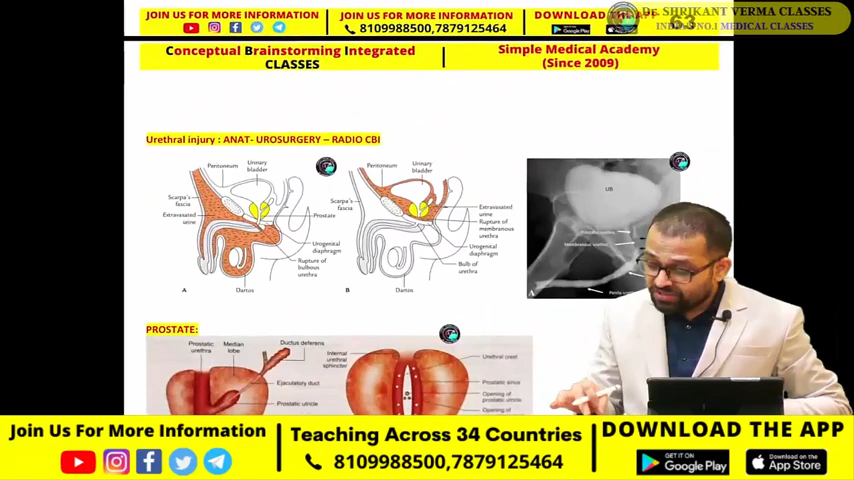 JOIN US FOR MORE INFORMATION
JOIN US FOR MORE INFORMATION
8109988500,7879125464
DOWNLOAD THE APP
Dr. SHRIKANT VERMA CLASSES
INDIA'S NO.1 MEDICAL CLASSES
63
Conceptual Brainstorming Integrated
CLASSES
Simple Medical Academy
(Since 2009)
Urethral injury : ANAT- UROSURGERY – RADIO CBI
Peritoneum
Urinary
bladder
Scarpa's
fascia
Extravasated
urine
Prostate
Urogenital
diaphragm
Rupture of
bulbous
urethra
Dartos
A
Peritoneum
Urinary
bladder
Scarpa's
fascia
Extravasated
urine
Rupture of
membranous
urethra
Urogenital
diaphragm
Bulb of
urethra
Dartos
B
UB
Membranous urethra
A
PROSTATE:
Prostatic
urethra
Median
lobe
Ductus deferens
Ejaculatory duct
Prostatic utricle
Internal
urethral
sphincter
Urethral crest
Prostatic sinus
Opening of
prostatic utricle
Opening of
Join Us For More Information
Teaching Across 34 Countries
8109988500,7879125464
DOWNLOAD THE APP
GET IT ON
Google Play
Download on the
App Store